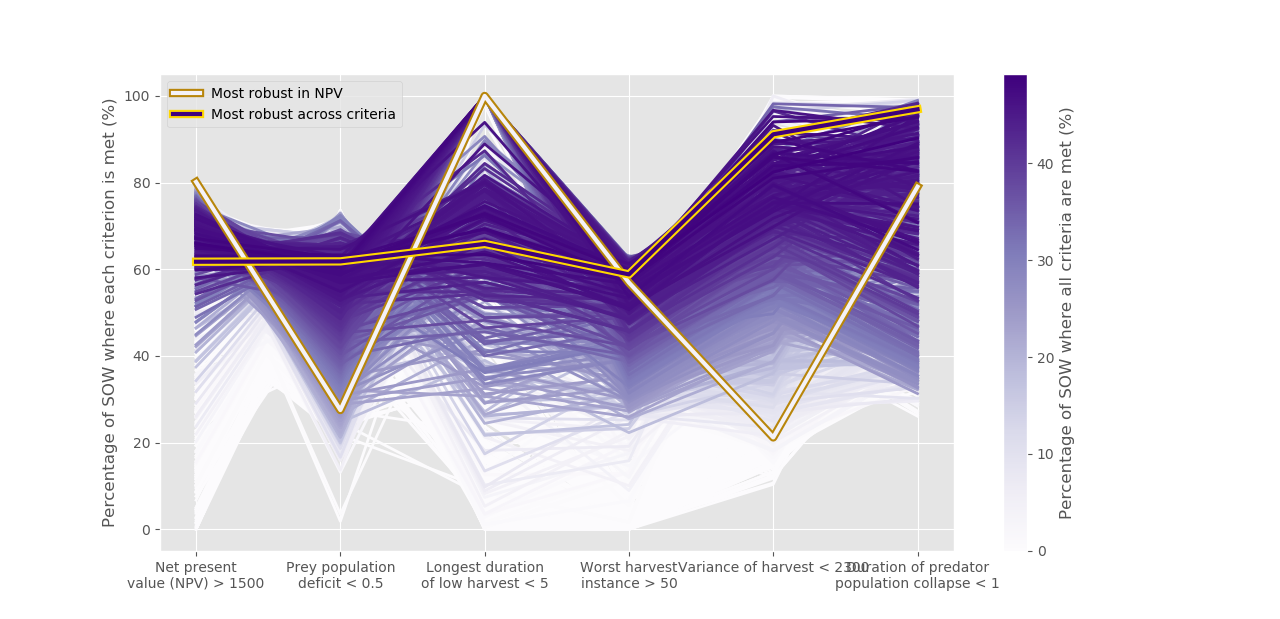 Most robust in NPV
Most robust across criteria
Percentage of SOW where each criterion is met (%)
100
80
60
40
20
0
Net present
value (NPV) > 1500
Prey population
deficit < 0.5
Longest duration
of low harvest < 5
Worst harvest
instance > 50
Variance of harvest < 2300
Duration of predator
population collapse < 1
40
30
20
10
0
Percentage of SOW where all criteria are met (%)